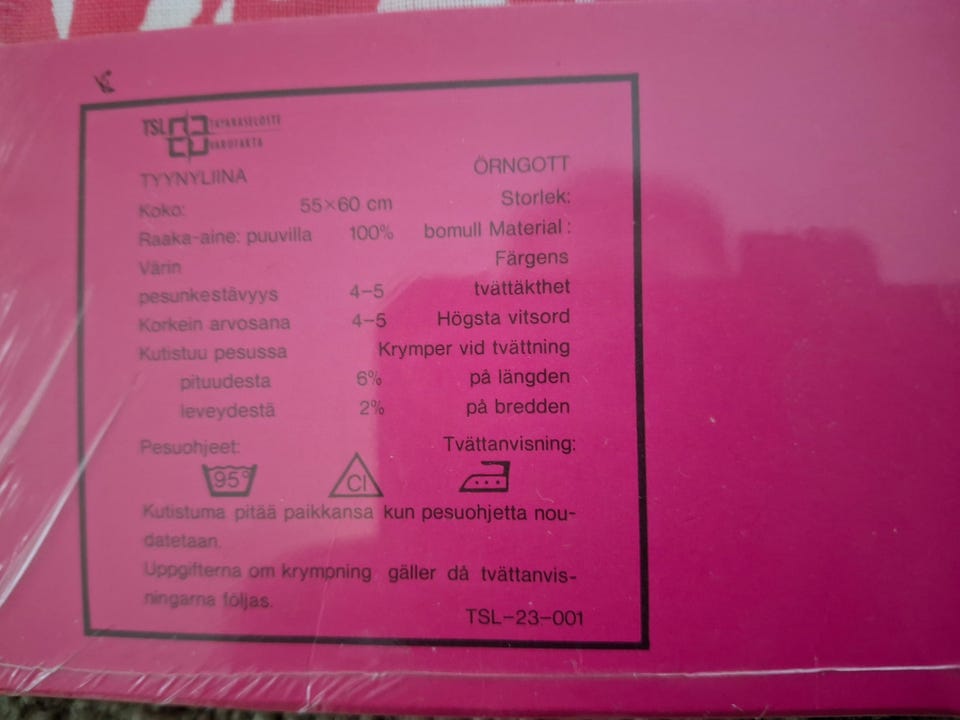 TSL TAVARASELOSTE
VARUFAKTA
TYYNYLIINA ÖRNGOTT
Koko: 55×60 cm Storlek:
Raaka-aine: puuvilla 100% bomull Material:
Värin Färgens
pesunkestävyys 4–5 tvättäkthet
Korkein arvosana 4–5 Högsta vitsord
Kutistuu pesussa Krymper vid tvättning
pituudesta 6% på längden
leveydestä 2% på bredden
Pesuohjeet: Tvättanvisning:
95° Cl
Kutistuma pitää paikkansa kun pesuohjetta nou-
datetaan.
Uppgifterna om krympning gäller då tvättanvis-
ningarna följas.
TSL–23–001